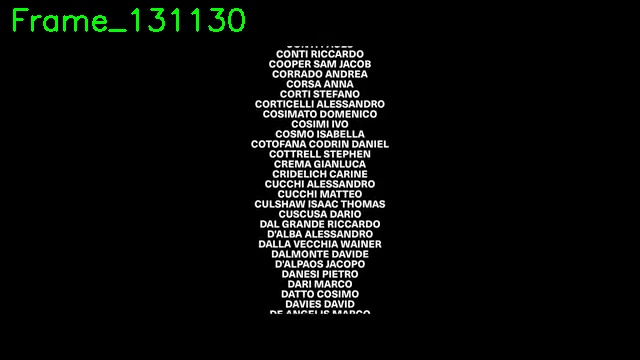 Frame_131130
CONTI RICCARDO
COOPER SAM JACOB
CORRADO ANDREA
CORSA ANNA
CORTI STEFANO
CORTICELLI ALESSANDRO
COSIMATO DOMENICO
COSIMI IVO
COSMO ISABELLA
COTOFANA CODRIN DANIEL
COTTRELL STEPHEN
CREMA GIANLUCA
CRIDELICH CARINE
CUCCHI ALESSANDRO
CUCCHI MATTEO
CULSHAW ISAAC THOMAS
CUSCUSA DARIO
DAL GRANDE RICCARDO
D'ALBA ALESSANDRO
DALLA VECCHIA WAINER
DALMONTE DAVIDE
D'ALPAOS JACOPO
DANESI PIETRO
DARI MARCO
DATTO COSIMO
DAVIES DAVID
DE ANGELIS MARCO